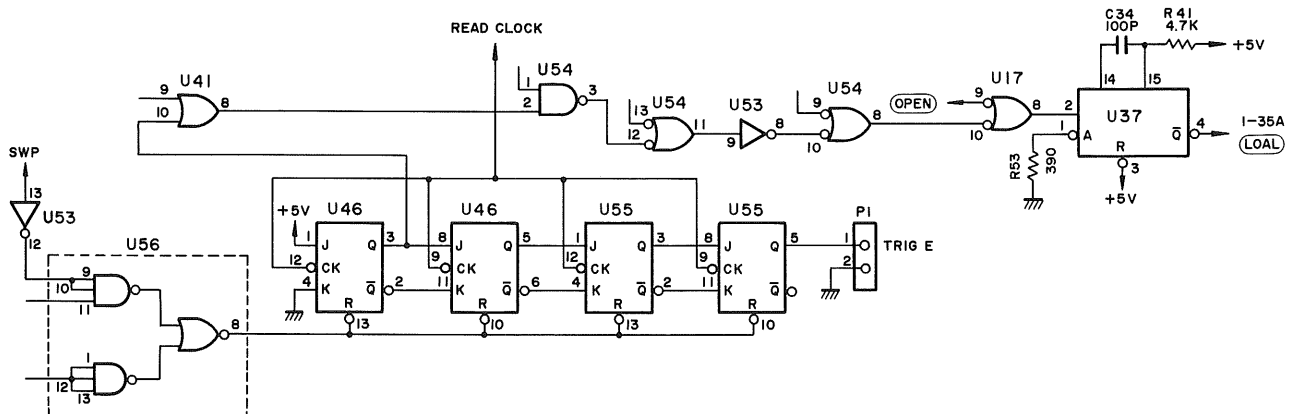 READ CLOCK
C34
100P
R41
4.7K
+5V
14
15
U41
9
10
8
U54
1
2
3
13
12
U54
11
U53
9
8
U54
9
10
8
OPEN
U17
9
10
8
2
U37
1
A
R
3
+5V
Q̅
4
1-35A
LOAL
R53
390
SWP
13
U53
12
+5V
U46
1
J
Q
3
12
CK
4
K
Q̅
2
R
13
U46
8
J
Q
5
9
CK
11
K
Q̅
6
R
10
U55
1
J
Q
3
12
CK
4
K
Q̅
2
R
13
U55
8
J
Q
5
9
CK
11
K
Q̅
R
10
P1
1
2
TRIG E
U56
9
10
11
8
1
12
13